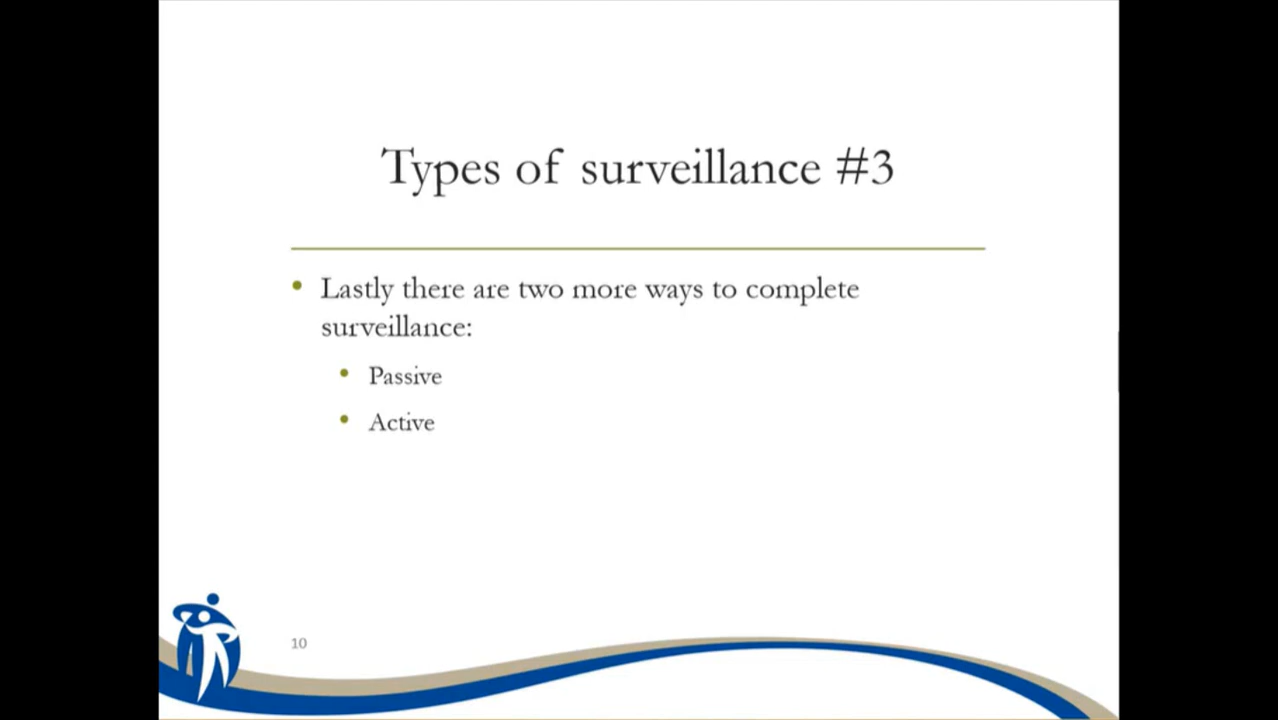 Types of surveillance #3
• Lastly there are two more ways to complete
surveillance:
• Passive
• Active
10